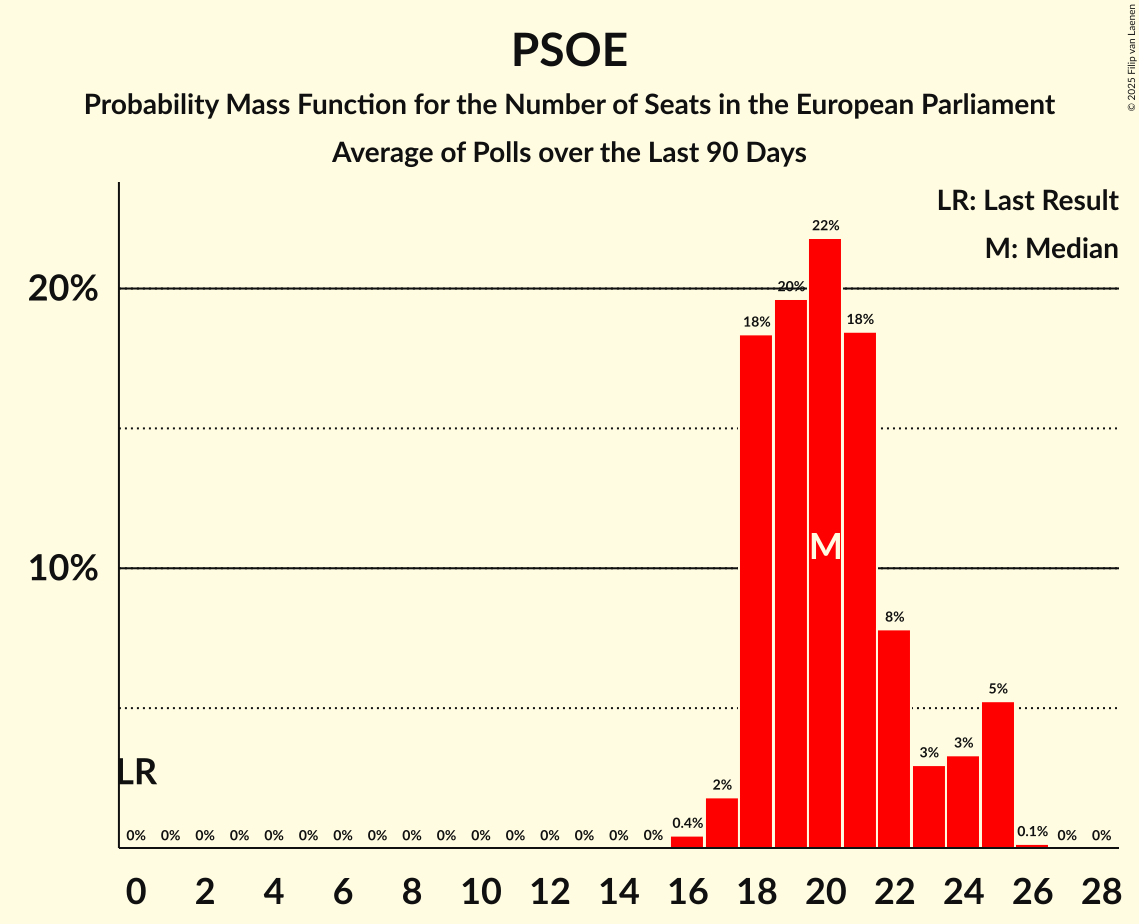 PSOE
Probability Mass Function for the Number of Seats in the European Parliament
Average of Polls over the Last 90 Days
© 2025 Filip van Laenen
LR: Last Result
M: Median
20%
10%
22%
20%
18%
18%
M
8%
5%
3%
3%
2%
LR
0% 0% 0% 0% 0% 0% 0% 0% 0% 0% 0% 0% 0% 0% 0% 0% 0.4% 0.1% 0% 0%
0 2 4 6 8 10 12 14 16 18 20 22 24 26 28